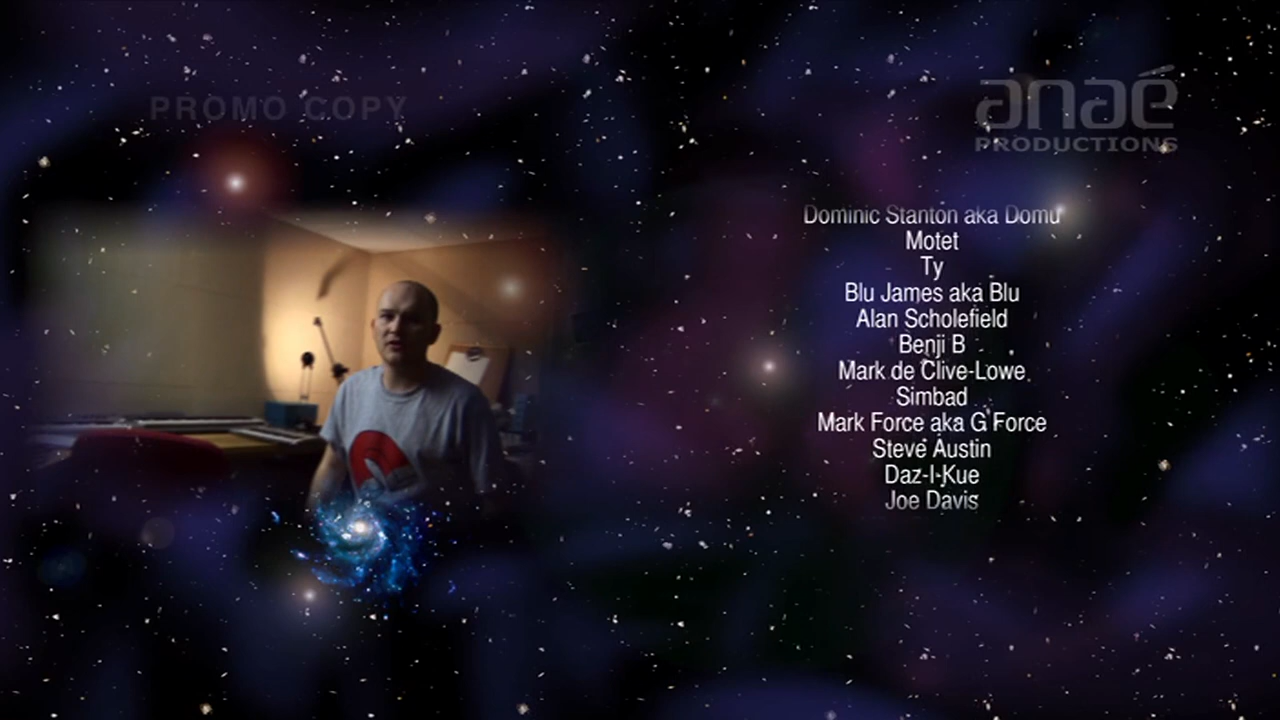 PROMO COPY
anaé
PRODUCTIONS
Dominic Stanton aka Domu
Motet
Ty
Blu James aka Blu
Alan Scholefield
Benji B
Mark de Clive-Lowe
Simbad
Mark Force aka G Force
Steve Austin
Daz-I-Kue
Joe Davis